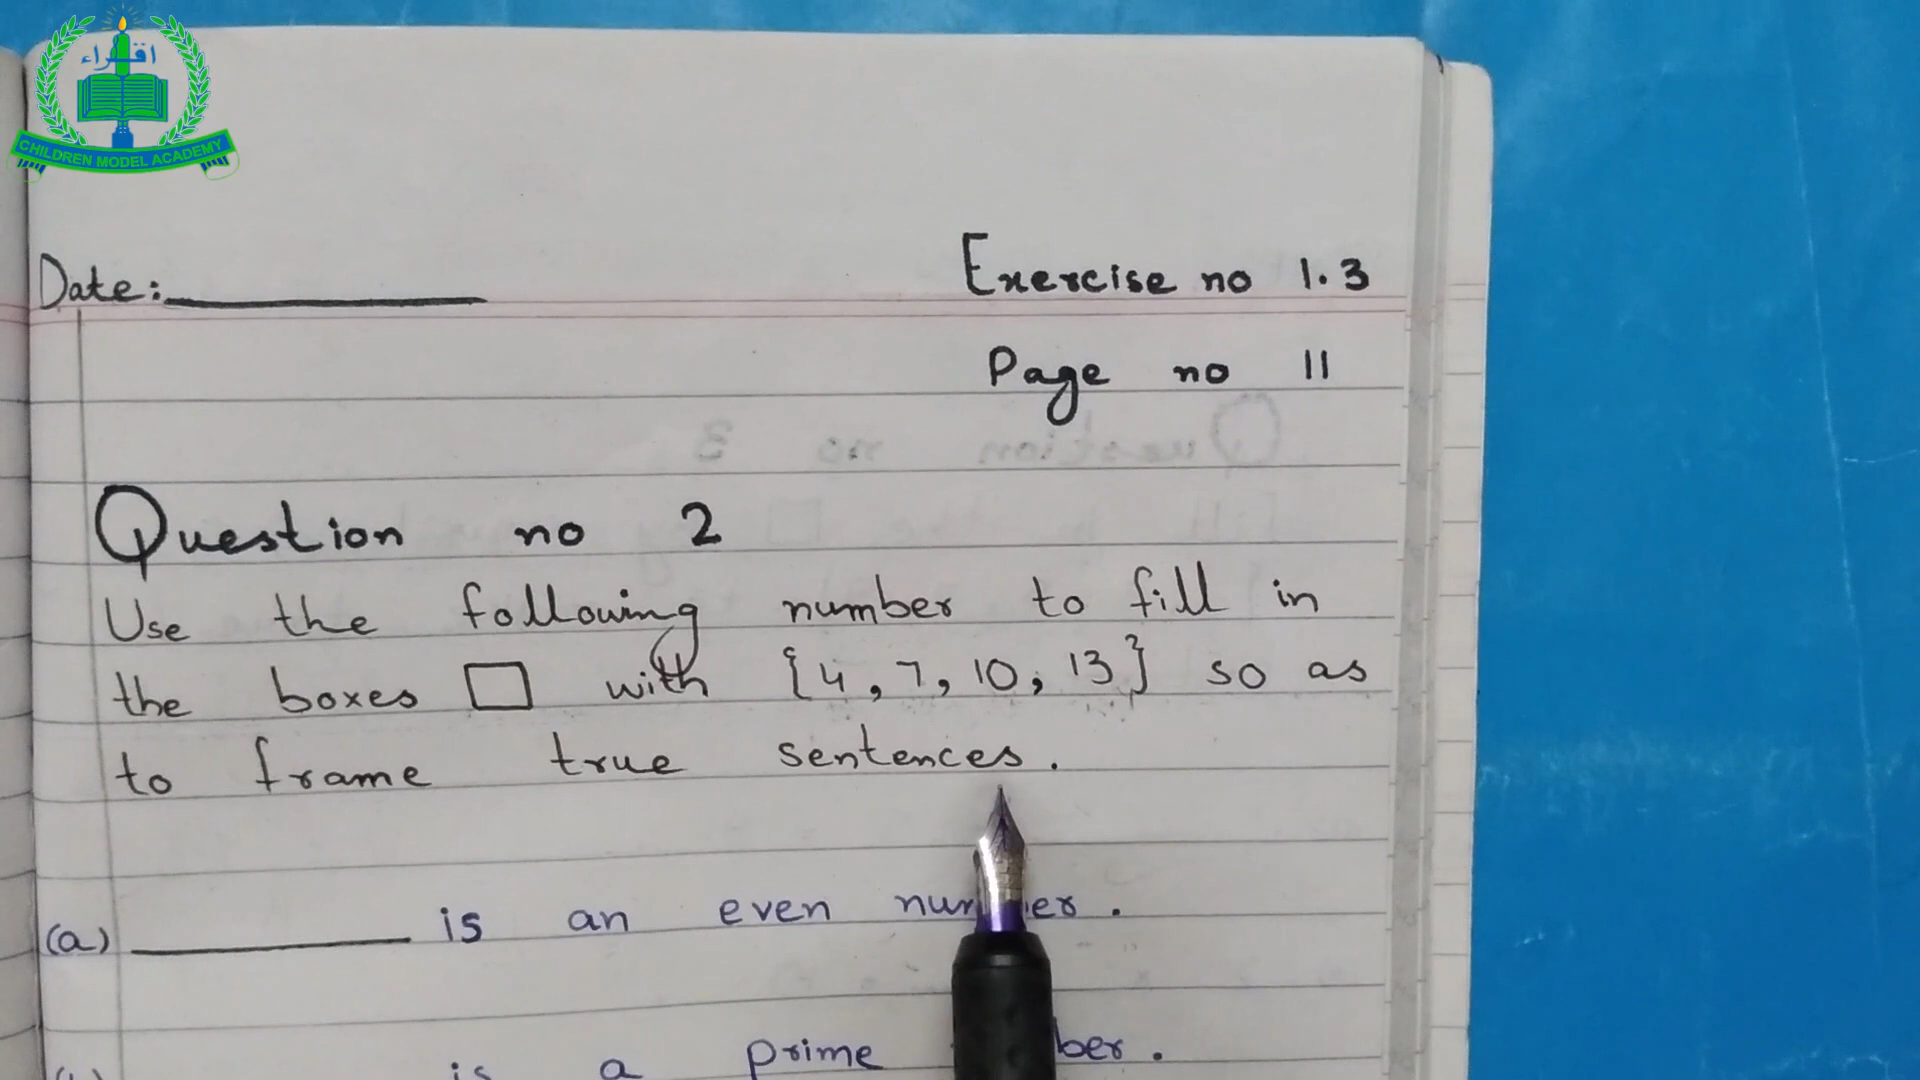 اقراء
CHILDREN MODEL ACADEMY
Date:
Exercise no 1.3
Page no 11
Question no 2
Use the following number to fill in
the boxes □ with {4, 7, 10, 13} so as
to frame true sentences.
(a) is an even number.
is a prime ber.